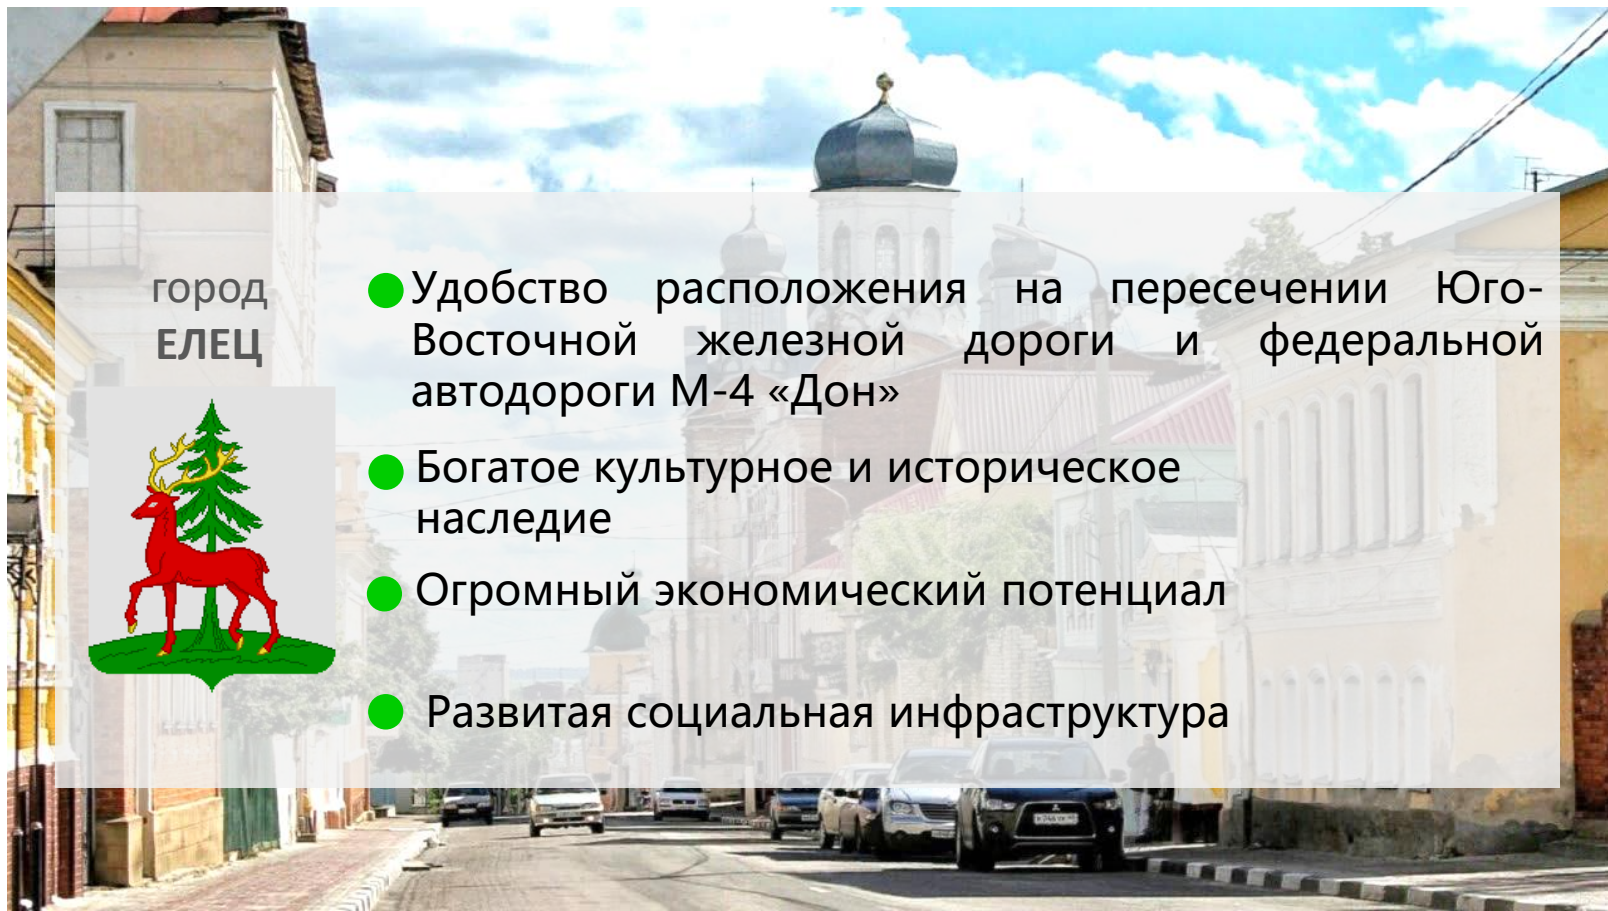 город
ЕЛЕЦ
Удобство расположения на пересечении Юго-
Восточной железной дороги и федеральной
автодороги М-4 «Дон»
Богатое культурное и историческое
наследие
Огромный экономический потенциал
Развитая социальная инфраструктура